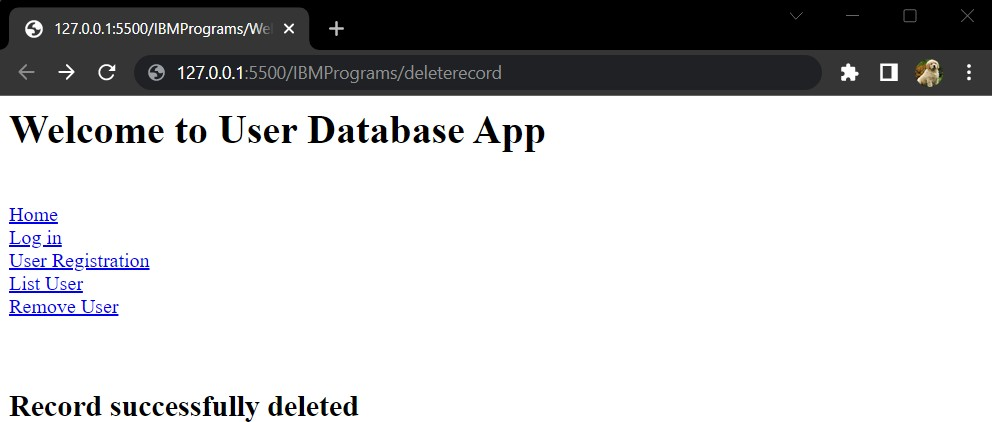 127.0.0.1:5500/IBMPrograms/Wel
127.0.0.1:5500/IBMPrograms/deleterecord
Welcome to User Database App
Home
Log in
User Registration
List User
Remove User
Record successfully deleted